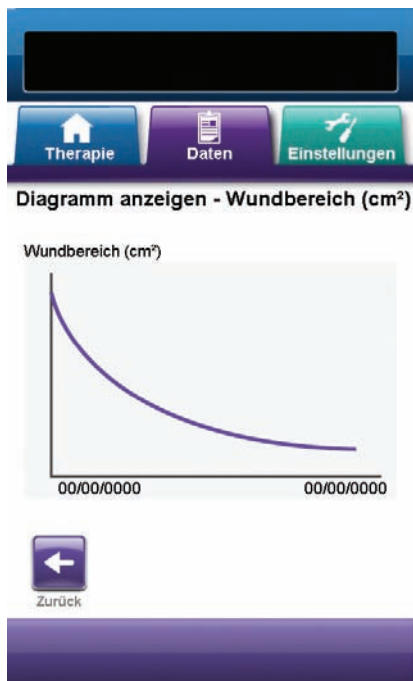 Therapie Daten Einstellungen
Diagramm anzeigen - Wundbereich (cm²)
Wundbereich (cm²)
00/00/0000 00/00/0000
Zurück